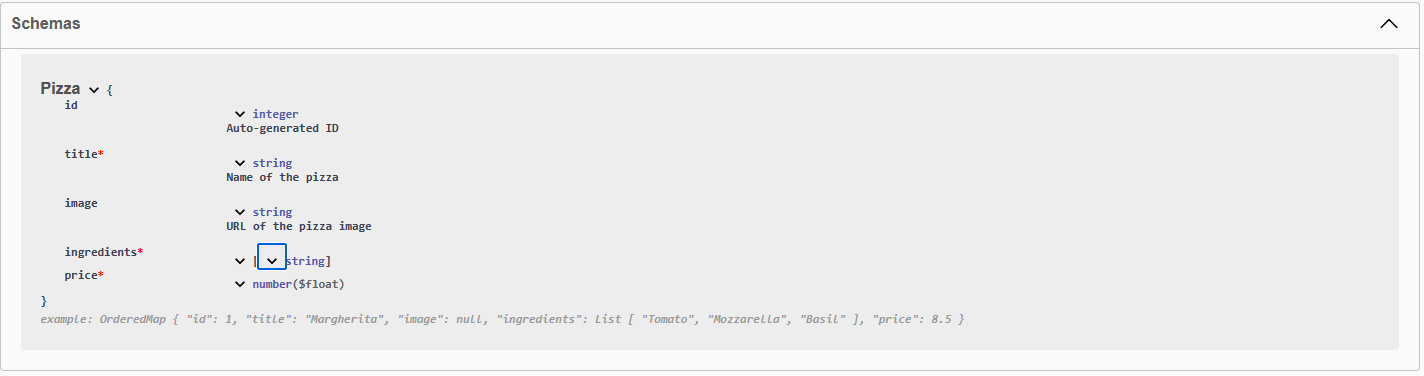 Schemas
Pizza {
id
integer
Auto-generated ID
title*
string
Name of the pizza
image
string
URL of the pizza image
ingredients*
[ string]
price*
number($float)
}
example: OrderedMap { "id": 1, "title": "Margherita", "image": null, "ingredients": List [ "Tomato", "Mozzarella", "Basil" ], "price": 8.5 }